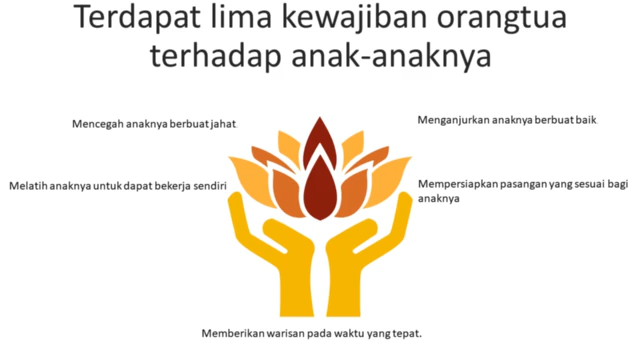 Terdapat lima kewajiban orangtua
terhadap anak-anaknya
Mencegah anaknya berbuat jahat
Menganjurkan anaknya berbuat baik
Melatih anaknya untuk dapat bekerja sendiri
Mempersiapkan pasangan yang sesuai bagi
anaknya
Memberikan warisan pada waktu yang tepat.